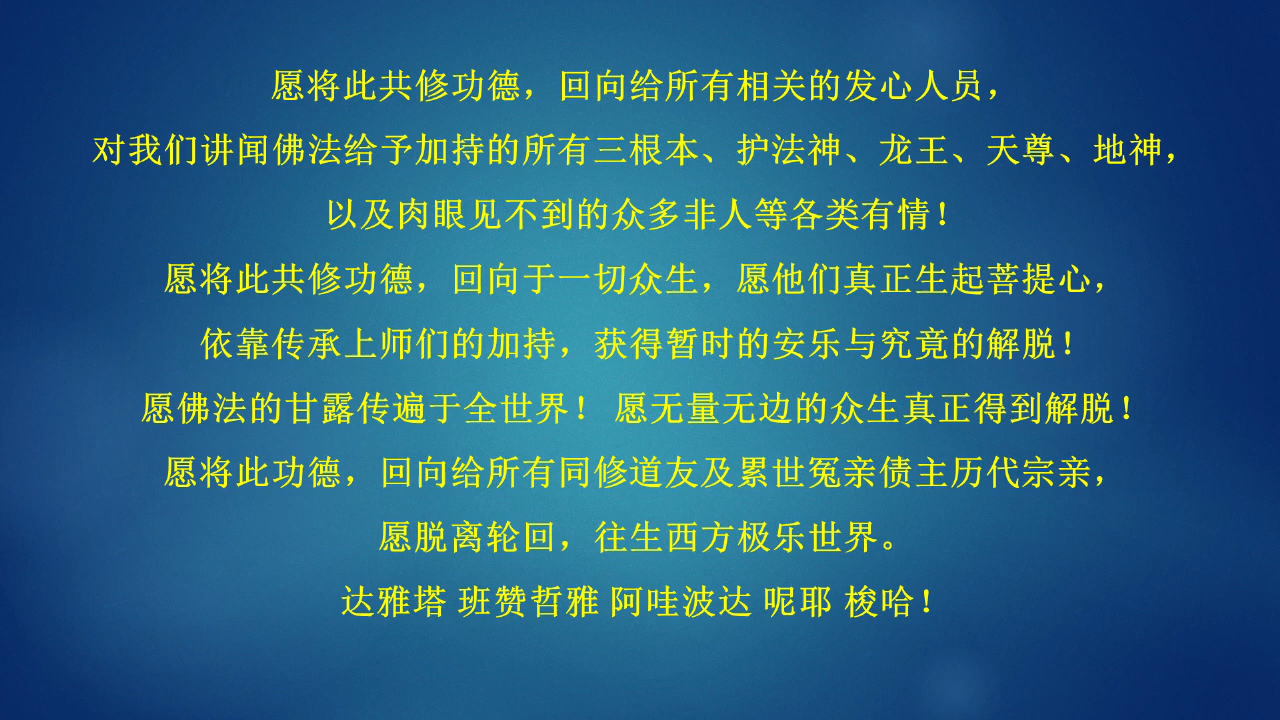 愿将此共修功德，回向给所有相关的发心人员，
对我们讲闻佛法给予加持的所有三根本、护法神、龙王、天尊、地神，
以及肉眼见不到的众多非人等各类有情！
愿将此共修功德，回向于一切众生，愿他们真正生起菩提心，
依靠传承上师们的加持，获得暂时的安乐与究竟的解脱！
愿佛法的甘露传遍于全世界！ 愿无量无边的众生真正得到解脱！
愿将此功德，回向给所有同修道友及累世冤亲债主历代宗亲，
愿脱离轮回，往生西方极乐世界。
达雅塔 班赞哲雅 阿哇波达 呢耶 梭哈！